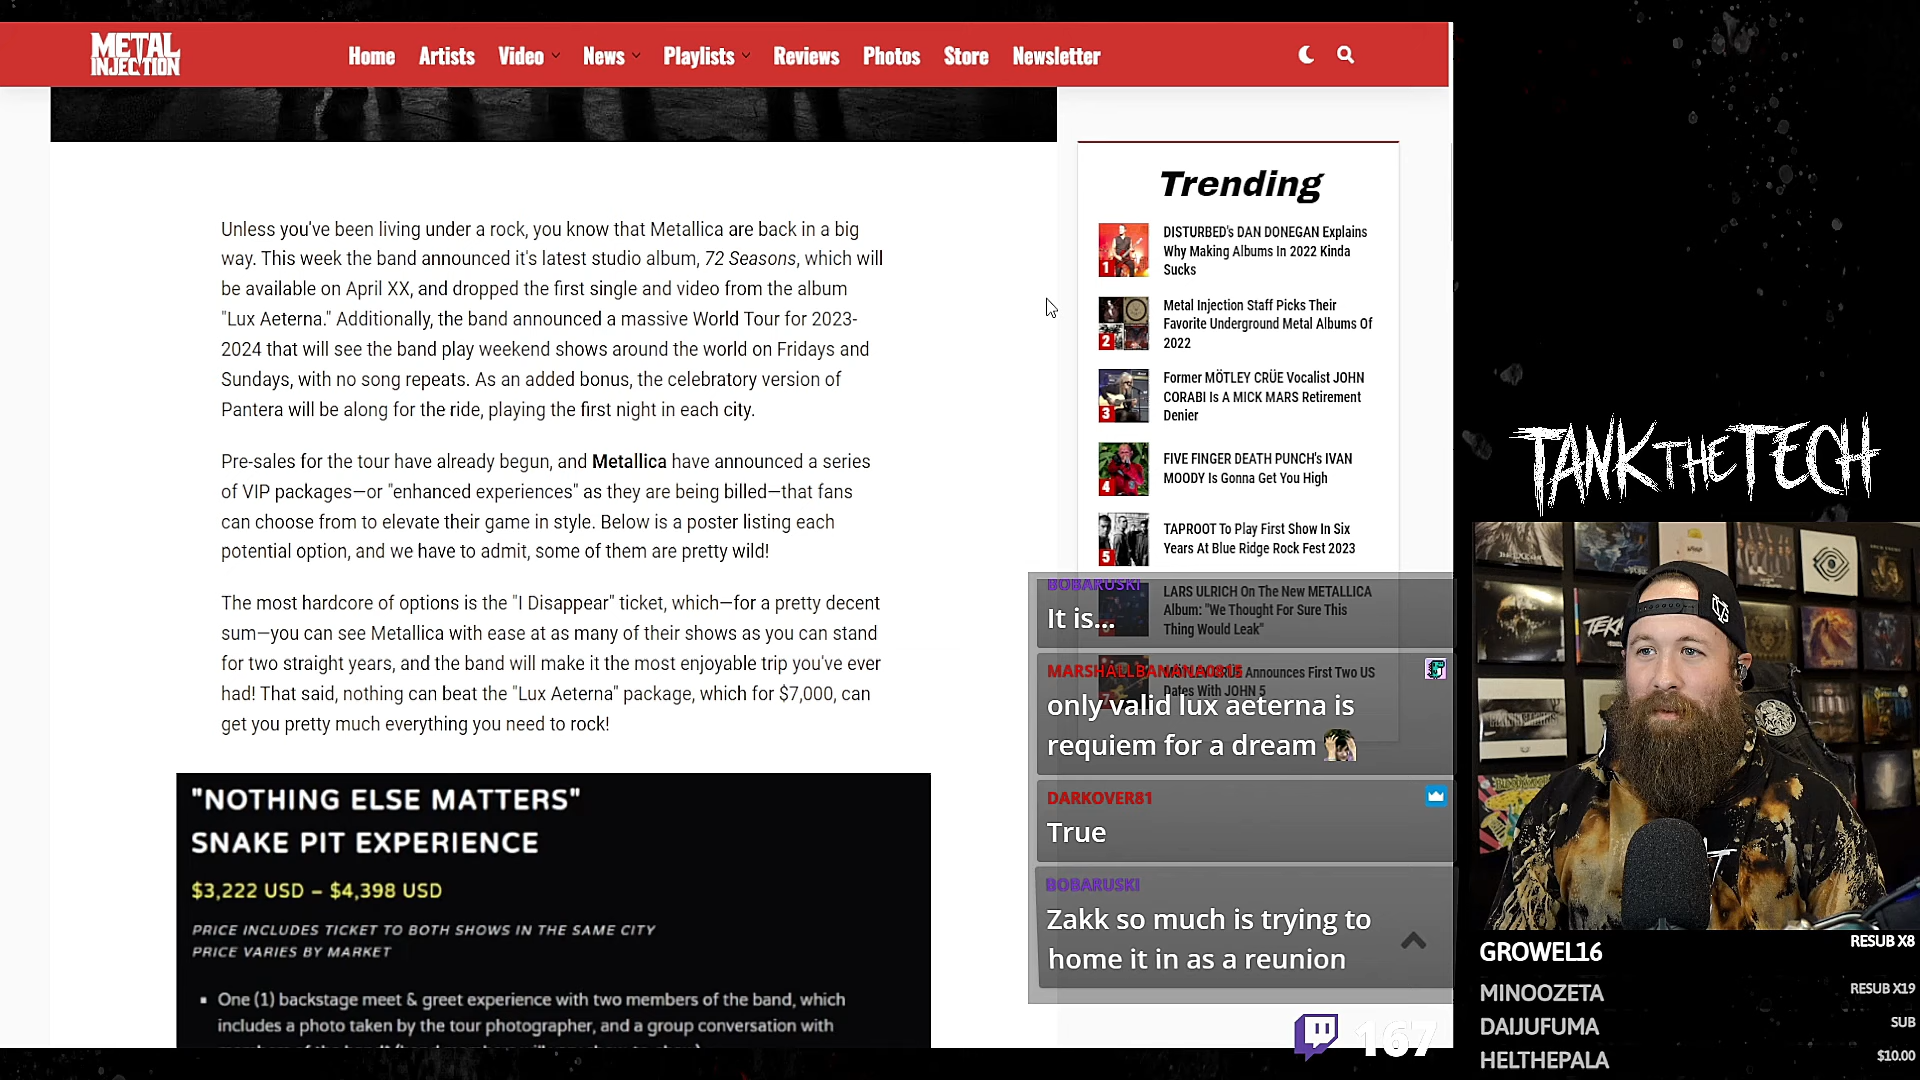 METAL
INJECTION
Home
Artists
Video
News
Playlists
Reviews
Photos
Store
Newsletter
Unless you've been living under a rock, you know that Metallica are back in a big
way. This week the band announced it's latest studio album, 72 Seasons, which will
be available on April XX, and dropped the first single and video from the album
"Lux Aeterna." Additionally, the band announced a massive World Tour for 2023-
2024 that will see the band play weekend shows around the world on Fridays and
Sundays, with no song repeats. As an added bonus, the celebratory version of
Pantera will be along for the ride, playing the first night in each city.
Pre-sales for the tour have already begun, and Metallica have announced a series
of VIP packages—or "enhanced experiences" as they are being billed—that fans
can choose from to elevate their game in style. Below is a poster listing each
potential option, and we have to admit, some of them are pretty wild!
The most hardcore of options is the "I Disappear" ticket, which—for a pretty decent
sum—you can see Metallica with ease at as many of their shows as you can stand
for two straight years, and the band will make it the most enjoyable trip you've ever
had! That said, nothing can beat the "Lux Aeterna" package, which for $7,000, can
get you pretty much everything you need to rock!
"NOTHING ELSE MATTERS"
SNAKE PIT EXPERIENCE
$3,222 USD – $4,398 USD
PRICE INCLUDES TICKET TO BOTH SHOWS IN THE SAME CITY
PRICE VARIES BY MARKET
▪ One (1) backstage meet & greet experience with two members of the band, which
includes a photo taken by the tour photographer, and a group conversation with
Trending
1
DISTURBED's DAN DONEGAN Explains
Why Making Albums In 2022 Kinda
Sucks
2
Metal Injection Staff Picks Their
Favorite Underground Metal Albums Of
2022
3
Former MÖTLEY CRÜE Vocalist JOHN
CORABI Is A MICK MARS Retirement
Denier
4
FIVE FINGER DEATH PUNCH's IVAN
MOODY Is Gonna Get You High
5
TAPROOT To Play First Show In Six
Years At Blue Ridge Rock Fest 2023
LARS ULRICH On The New METALLICA
Album: "We Thought For Sure This
Thing Would Leak"
MÖTLEY CRÜE Announces First Two US
Dates With JOHN 5
BOBARUSKI
It is...
only valid lux aeterna is
requiem for a dream
DARKOVER81
True
BOBARUSKI
Zakk so much is trying to
home it in as a reunion
167
TANK THE TECH
GROWEL16 RESUB X8
MINOOZETA RESUB X19
DAIJUFUMA SUB
HELTHEPALA $10.00